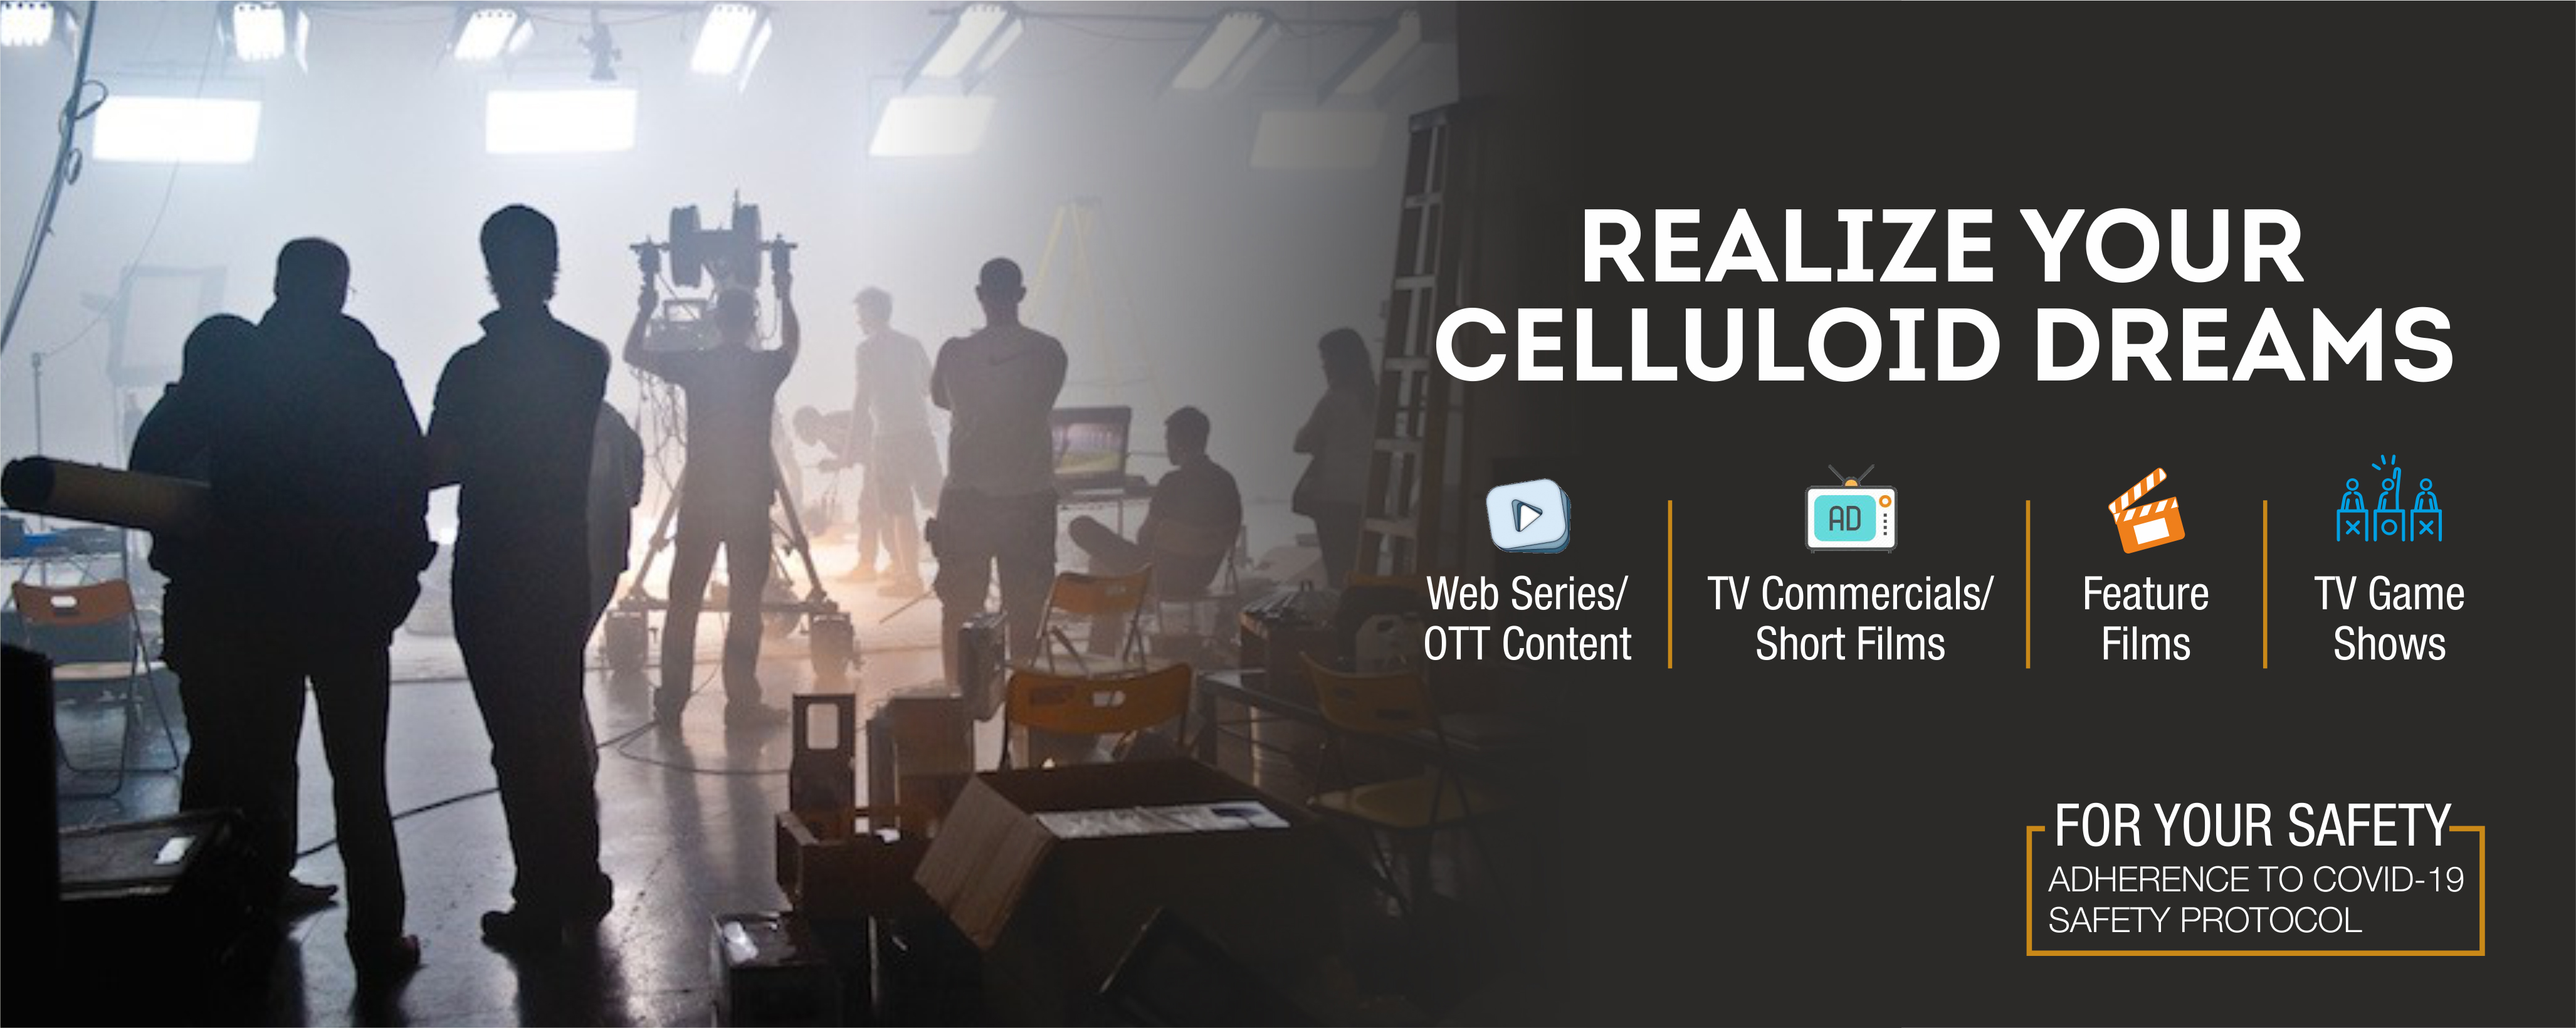 REALIZE YOUR
CELLULOID DREAMS
AD
Web Series/
OTT Content
TV Commercials/
Short Films
Feature
Films
TV Game
Shows
FOR YOUR SAFETY
ADHERENCE TO COVID-19
SAFETY PROTOCOL